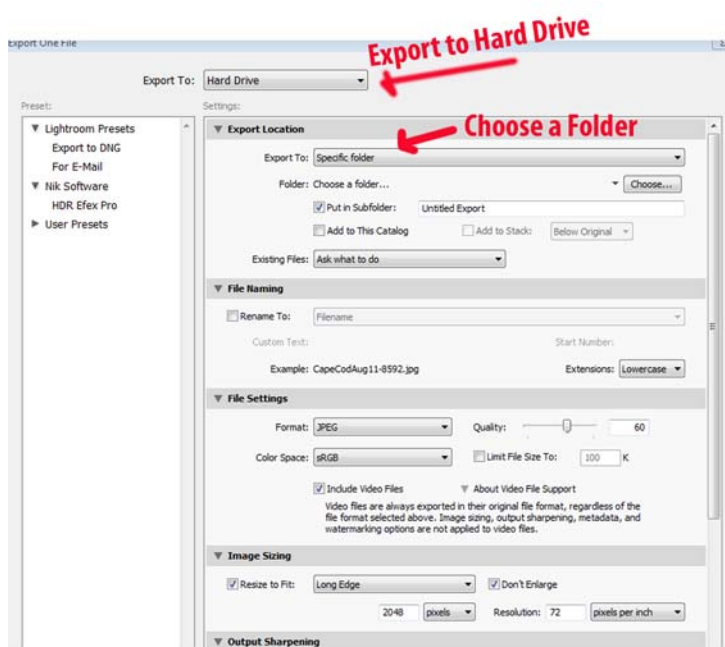 Export One File
Export to Hard Drive
Export To: Hard Drive
Preset:
Settings:
Lightroom Presets
Export to DNG
For E-Mail
Nik Software
HDR Efex Pro
User Presets
Export Location
Choose a Folder
Export To: Specific folder
Folder: Choose a folder... Choose...
Put in Subfolder: Untitled Export
Add to This Catalog Add to Stack: Below Original
Existing Files: Ask what to do
File Naming
Rename To: Filename
Custom Text: Start Number:
Example: CapeCodAug11-8592.jpg Extensions: Lowercase
File Settings
Format: JPEG Quality: 60
Color Space: sRGB Limit File Size To: 100 K
Include Video Files About Video File Support
Video files are always exported in their original file format, regardless of the
file format selected above. Image sizing, output sharpening, metadata, and
watermarking options are not applied to video files.
Image Sizing
Resize to Fit: Long Edge Don't Enlarge
2048 pixels Resolution: 72 pixels per inch
Output Sharpening